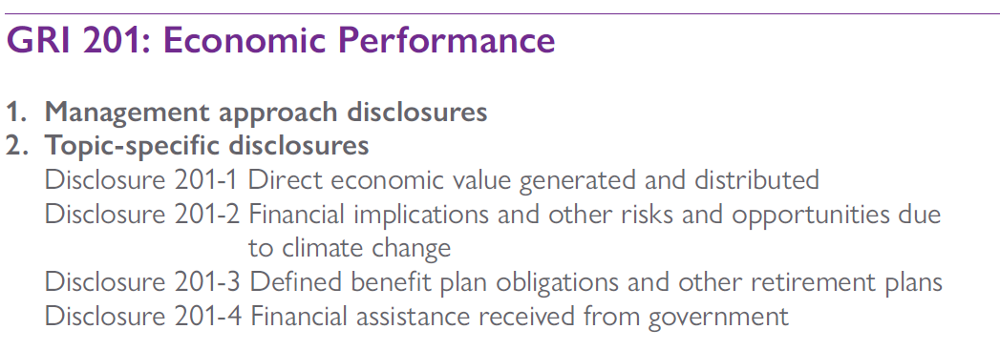 GRI 201: Economic Performance
1. Management approach disclosures
2. Topic-specific disclosures
Disclosure 201-1 Direct economic value generated and distributed
Disclosure 201-2 Financial implications and other risks and opportunities due
to climate change
Disclosure 201-3 Defined benefit plan obligations and other retirement plans
Disclosure 201-4 Financial assistance received from government